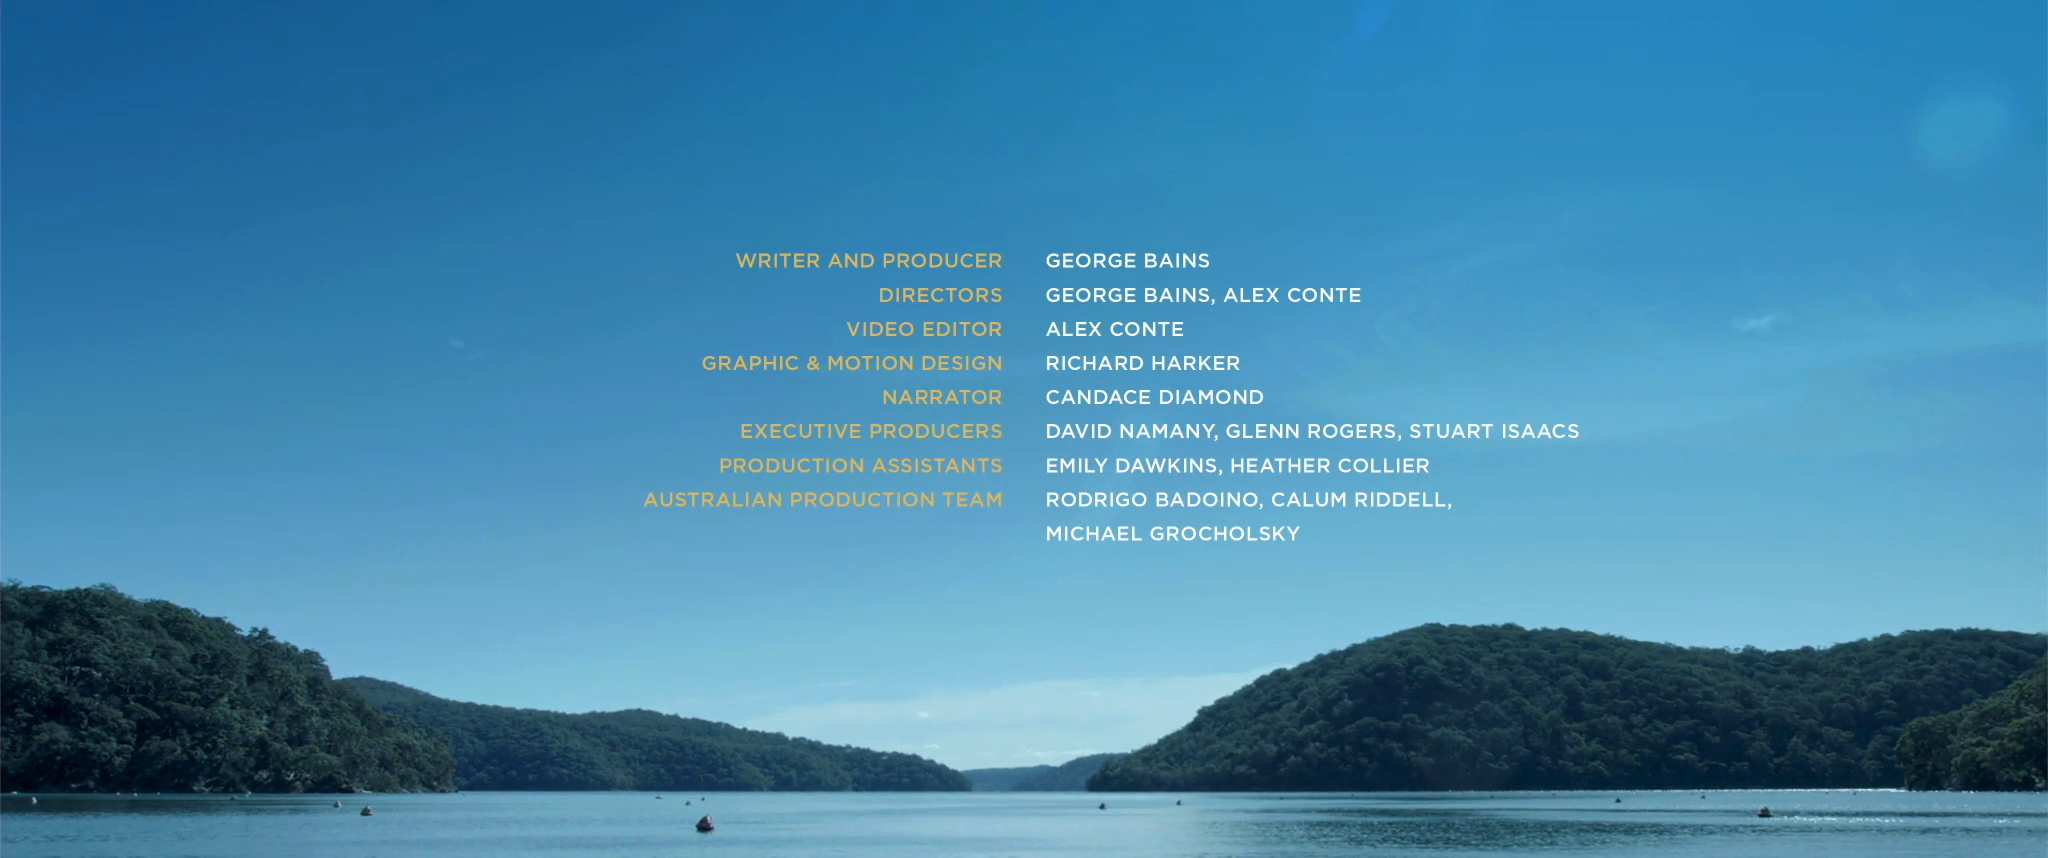 WRITER AND PRODUCER GEORGE BAINS
DIRECTORS GEORGE BAINS, ALEX CONTE
VIDEO EDITOR ALEX CONTE
GRAPHIC & MOTION DESIGN RICHARD HARKER
NARRATOR CANDACE DIAMOND
EXECUTIVE PRODUCERS DAVID NAMANY, GLENN ROGERS, STUART ISAACS
PRODUCTION ASSISTANTS EMILY DAWKINS, HEATHER COLLIER
AUSTRALIAN PRODUCTION TEAM RODRIGO BADOINO, CALUM RIDDELL,
MICHAEL GROCHOLSKY